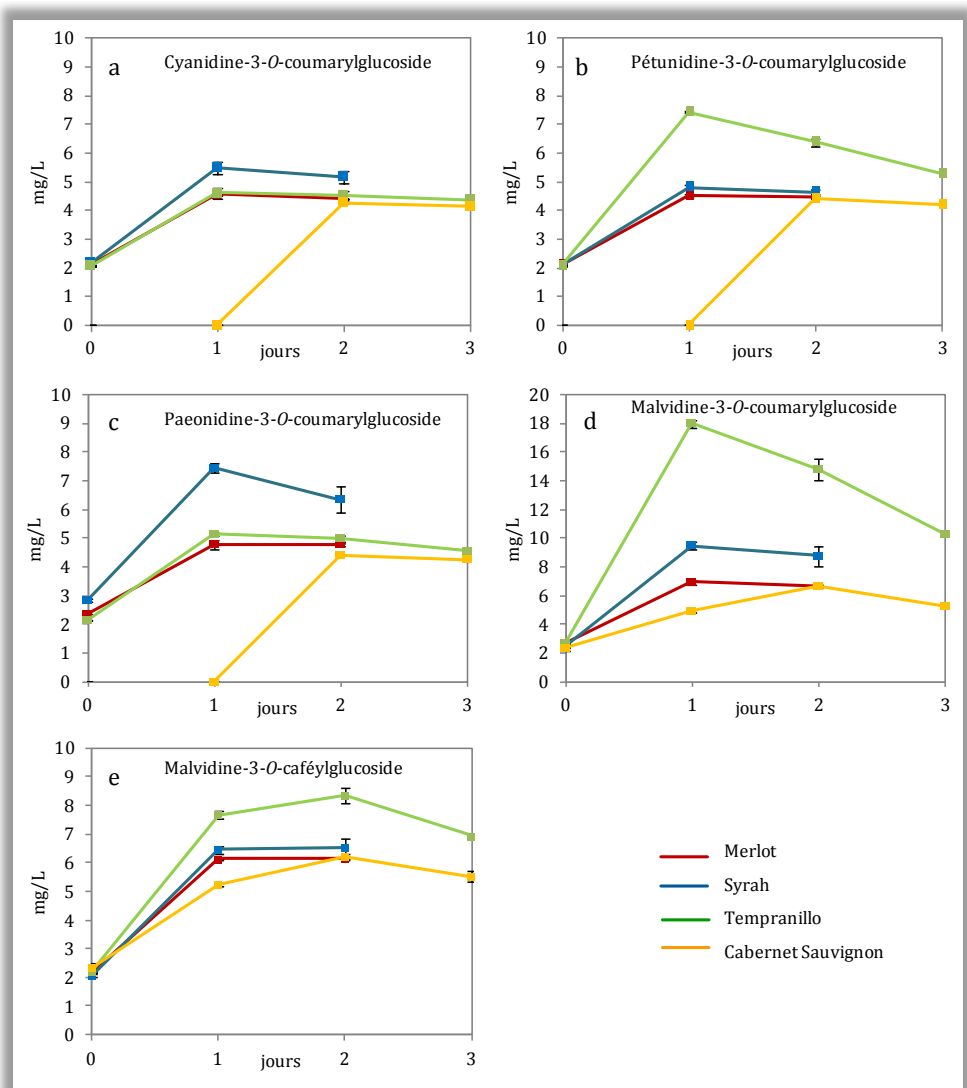 a Cyanidine-3-O-coumarylglucoside
10
9
8
7
6
5
4
3
2
1
0
mg/L
0 1 2 3
jours
b Pétunidine-3-O-coumarylglucoside
10
9
8
7
6
5
4
3
2
1
0
mg/L
0 1 2 3
jours
c Paeonidine-3-O-coumarylglucoside
10
9
8
7
6
5
4
3
2
1
0
mg/L
0 1 2 3
jours
d Malvidine-3-O-coumarylglucoside
20
18
16
14
12
10
8
6
4
2
0
mg/L
0 1 2 3
jours
e Malvidine-3-O-caféylglucoside
10
9
8
7
6
5
4
3
2
1
0
mg/L
0 1 2 3
jours
Merlot
Syrah
Tempranillo
Cabernet Sauvignon